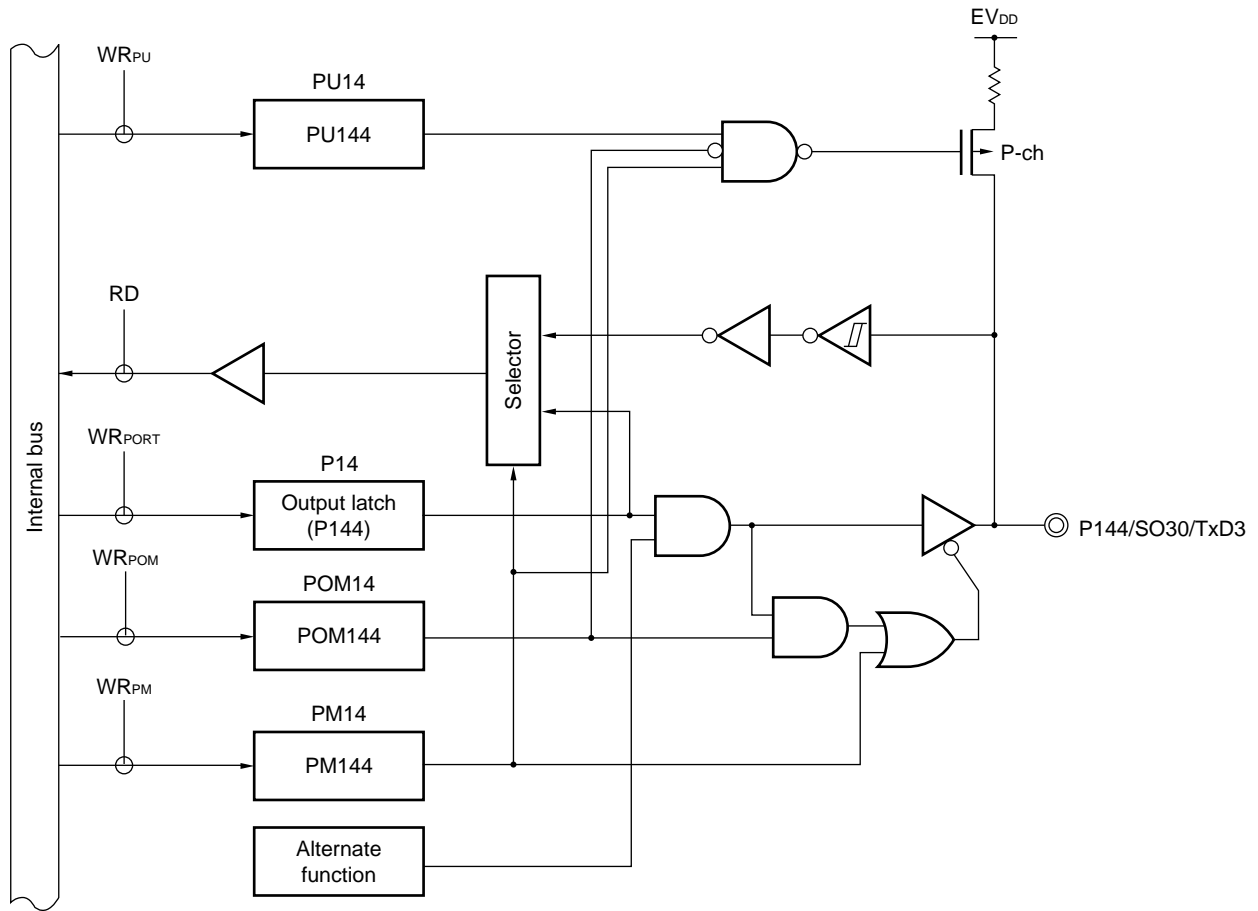 EVDD
WRPU
PU14
PU144
P-ch
RD
Selector
WRPORT
P14
Internal bus
Output latch
(P144)
P144/SO30/TxD3
WRPOM
POM14
POM144
WRPM
PM14
PM144
Alternate
function